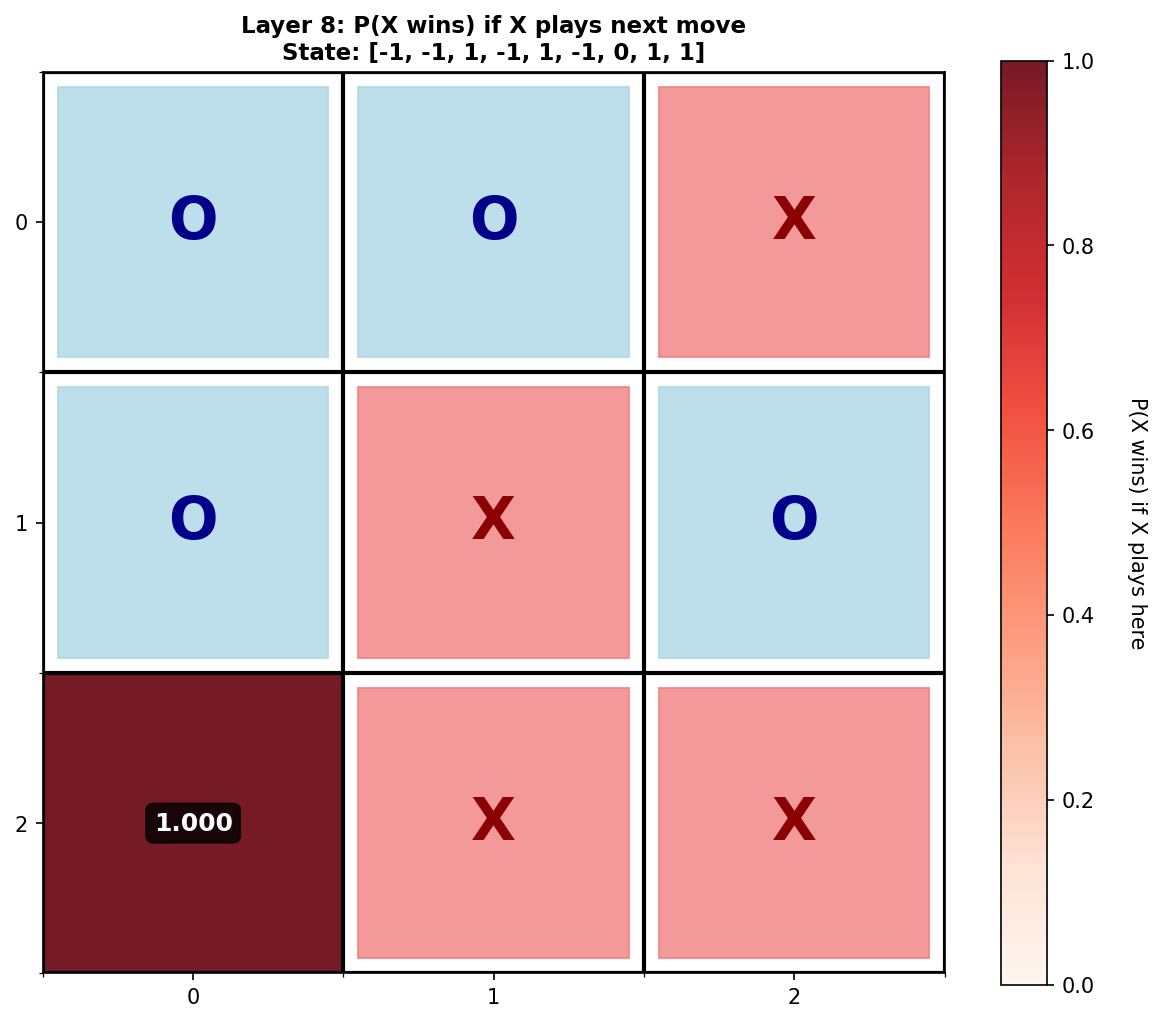 Layer 8: P(X wins) if X plays next move
State: [-1, -1, 1, -1, 1, -1, 0, 1, 1]
0
O
O
X
1
O
X
O
2
1.000
X
X
0
1
2
1.0
0.8
0.6
0.4
0.2
0.0
P(X wins) if X plays here